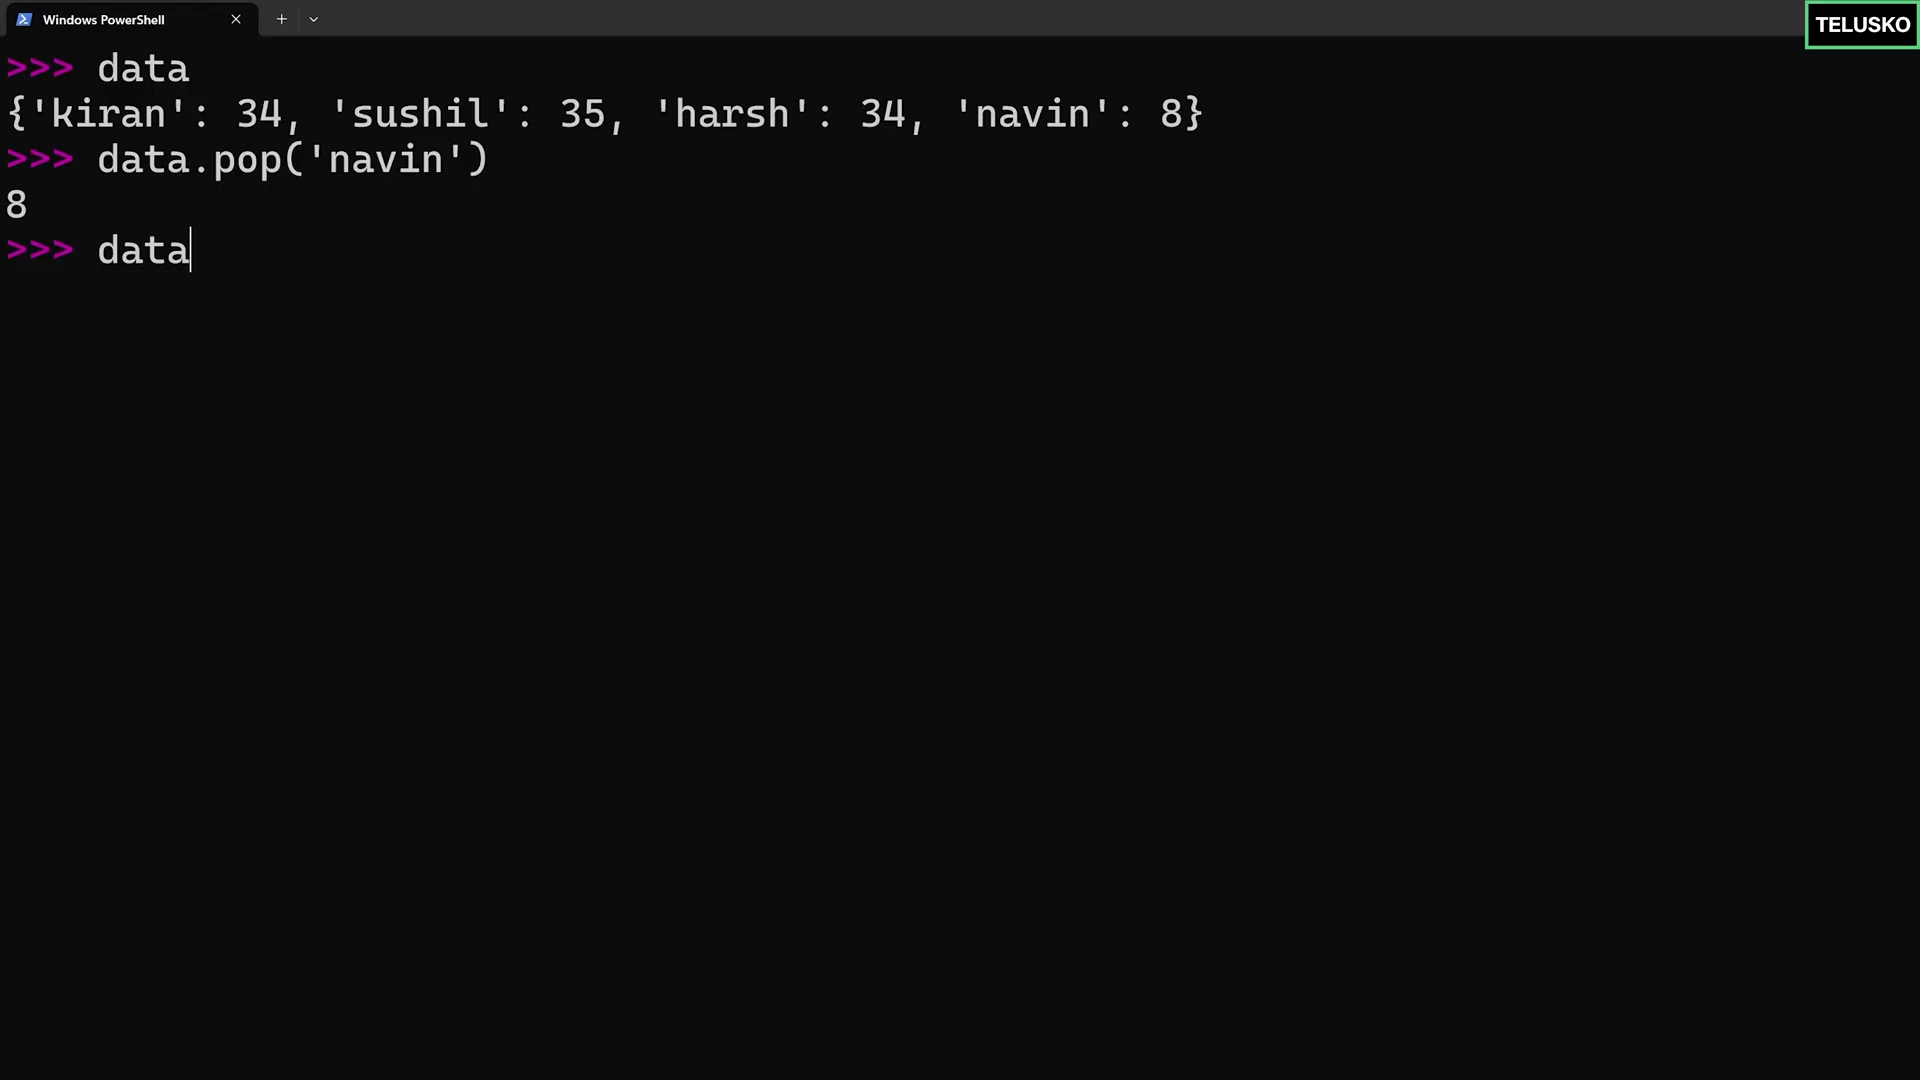 Windows PowerShell
TELUSKO
>>> data
{'kiran': 34, 'sushil': 35, 'harsh': 34, 'navin': 8}
>>> data.pop('navin')
8
>>> data